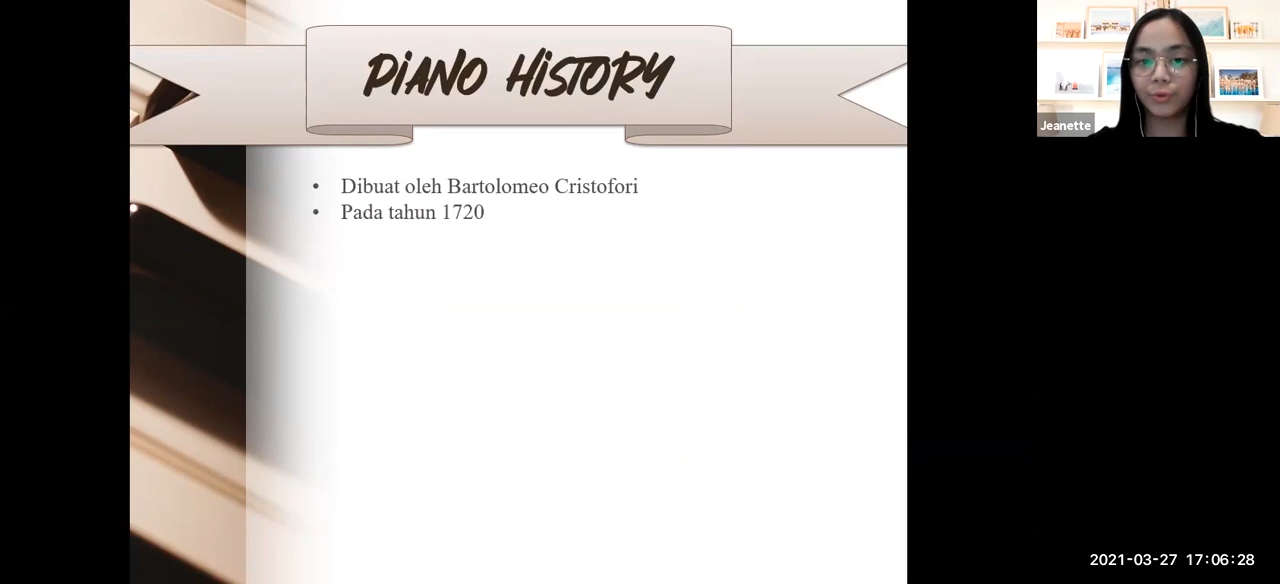 PiANO HiSTORY
• Dibuat oleh Bartolomeo Cristofori
• Pada tahun 1720
Jeanette
2021-03-27 17:06:28